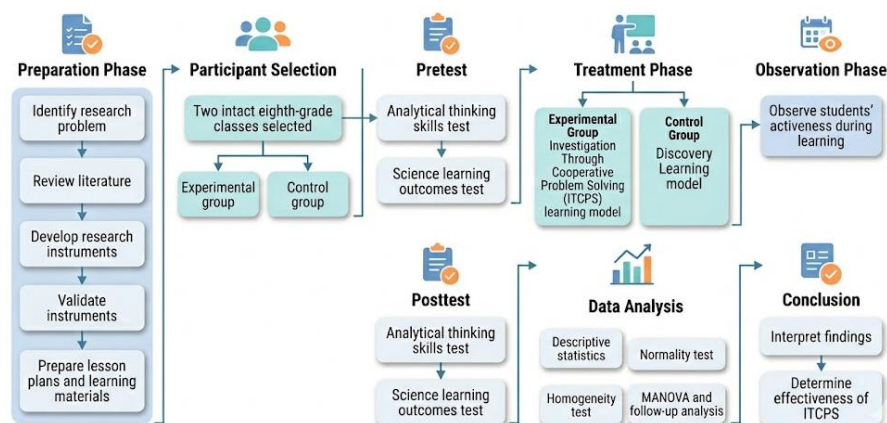 Preparation Phase
Identify research
problem
Review literature
Develop research
instruments
Validate
instruments
Prepare lesson
plans and learning
materials
Participant Selection
Two intact eighth-grade
classes selected
Experimental
group
Control
group
Pretest
Analytical thinking
skills test
Science learning
outcomes test
Treatment Phase
Experimental
Group
Investigation
Through
Cooperative
Problem Solving
(ITCPS)
learning model
Control
Group
Discovery
Learning
model
Observation Phase
Observe students'
activeness during
learning
Posttest
Analytical thinking
skills test
Science learning
outcomes test
Data Analysis
Descriptive
statistics
Normality test
Homogeneity
test
MANOVA and
follow-up analysis
Conclusion
Interpret findings
Determine
effectiveness of
ITCPS